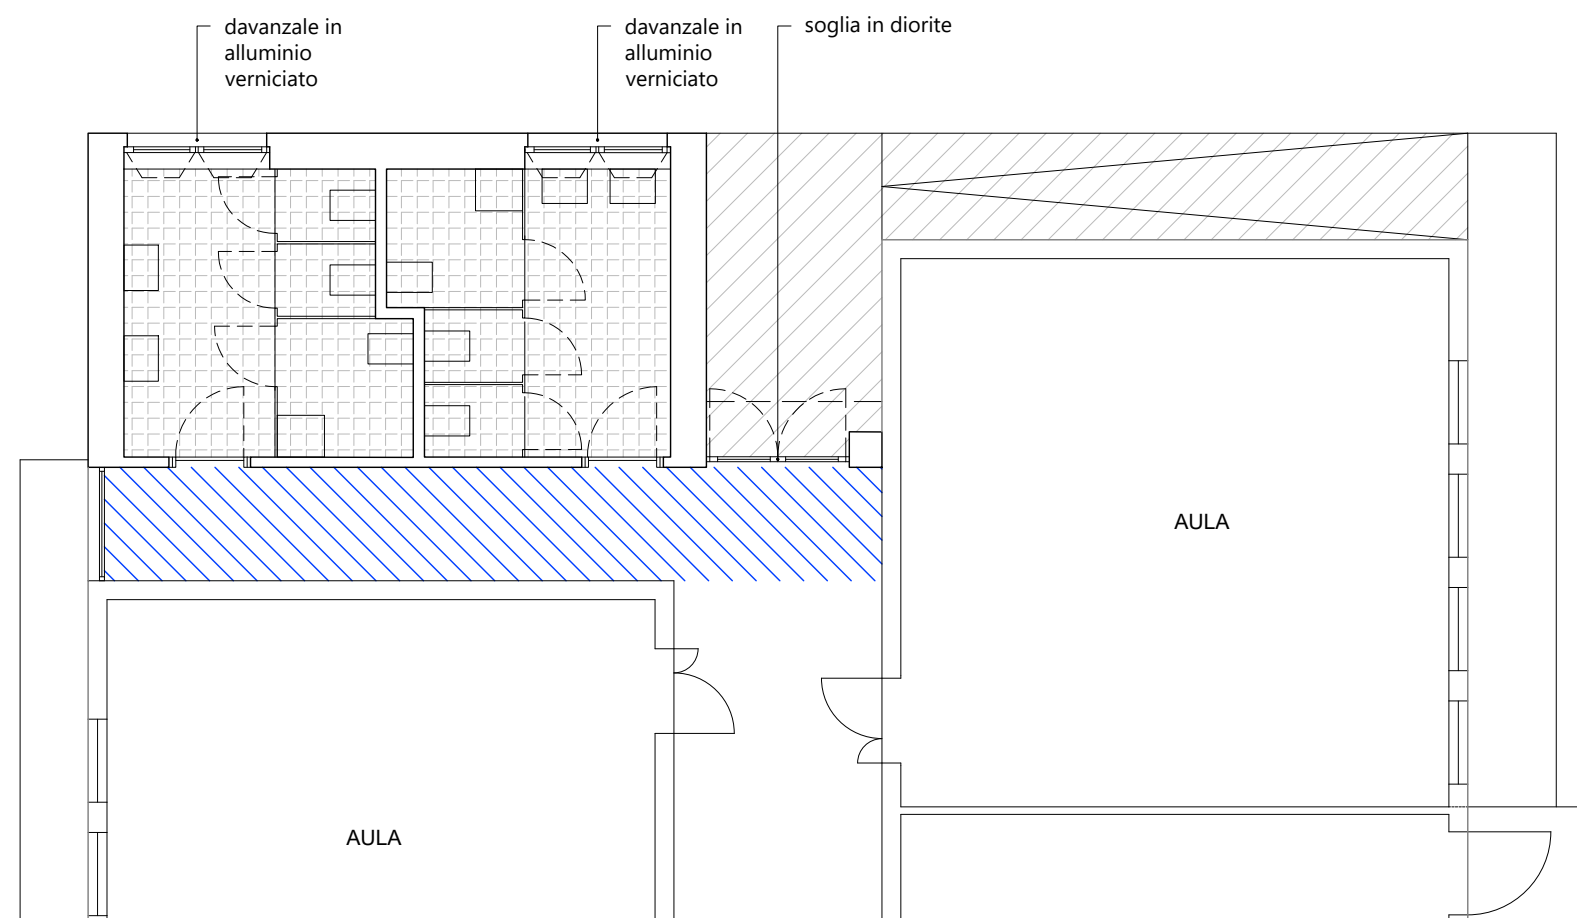 davanzale in
alluminio
verniciato
davanzale in
alluminio
verniciato
soglia in diorite
AULA
AULA